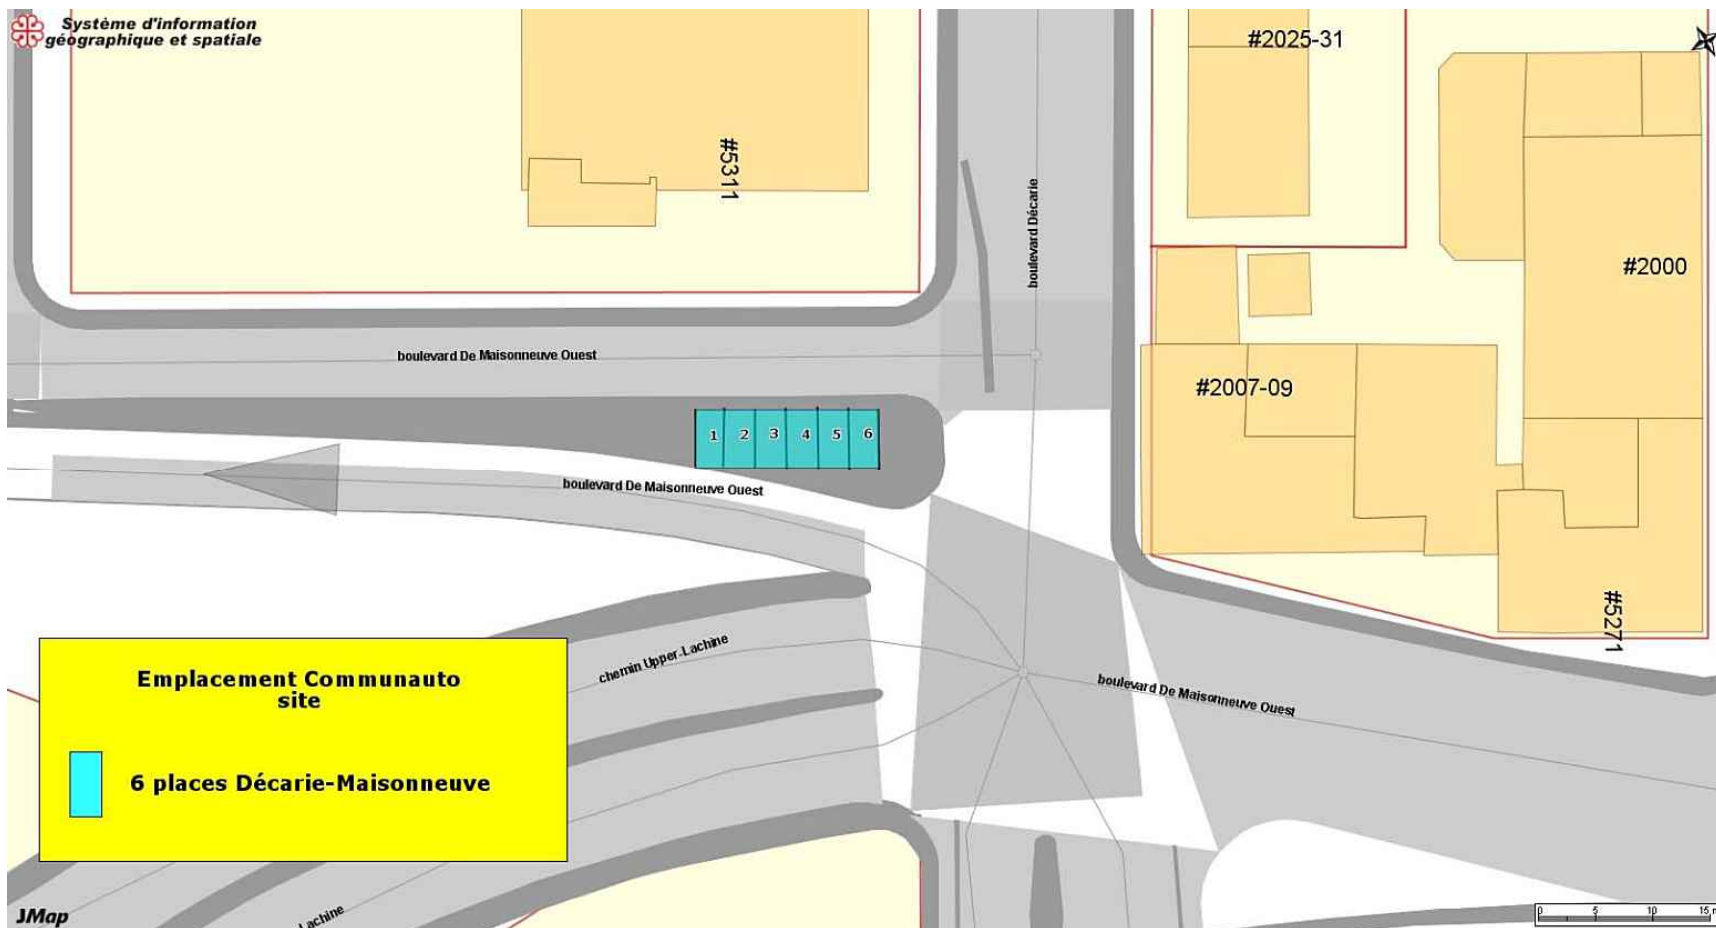 Système d'information
géographique et spatiale
#2025-31
#5311
boulevard Décarie
#2000
boulevard De Maisonneuve Ouest
#2007-09
1 2 3 4 5 6
boulevard De Maisonneuve Ouest
#5271
chemin Upper-Lachine
boulevard De Maisonneuve Ouest
Emplacement Communauto
site
6 places Décarie-Maisonneuve
Lachine
JMap
0 5 10 15 m